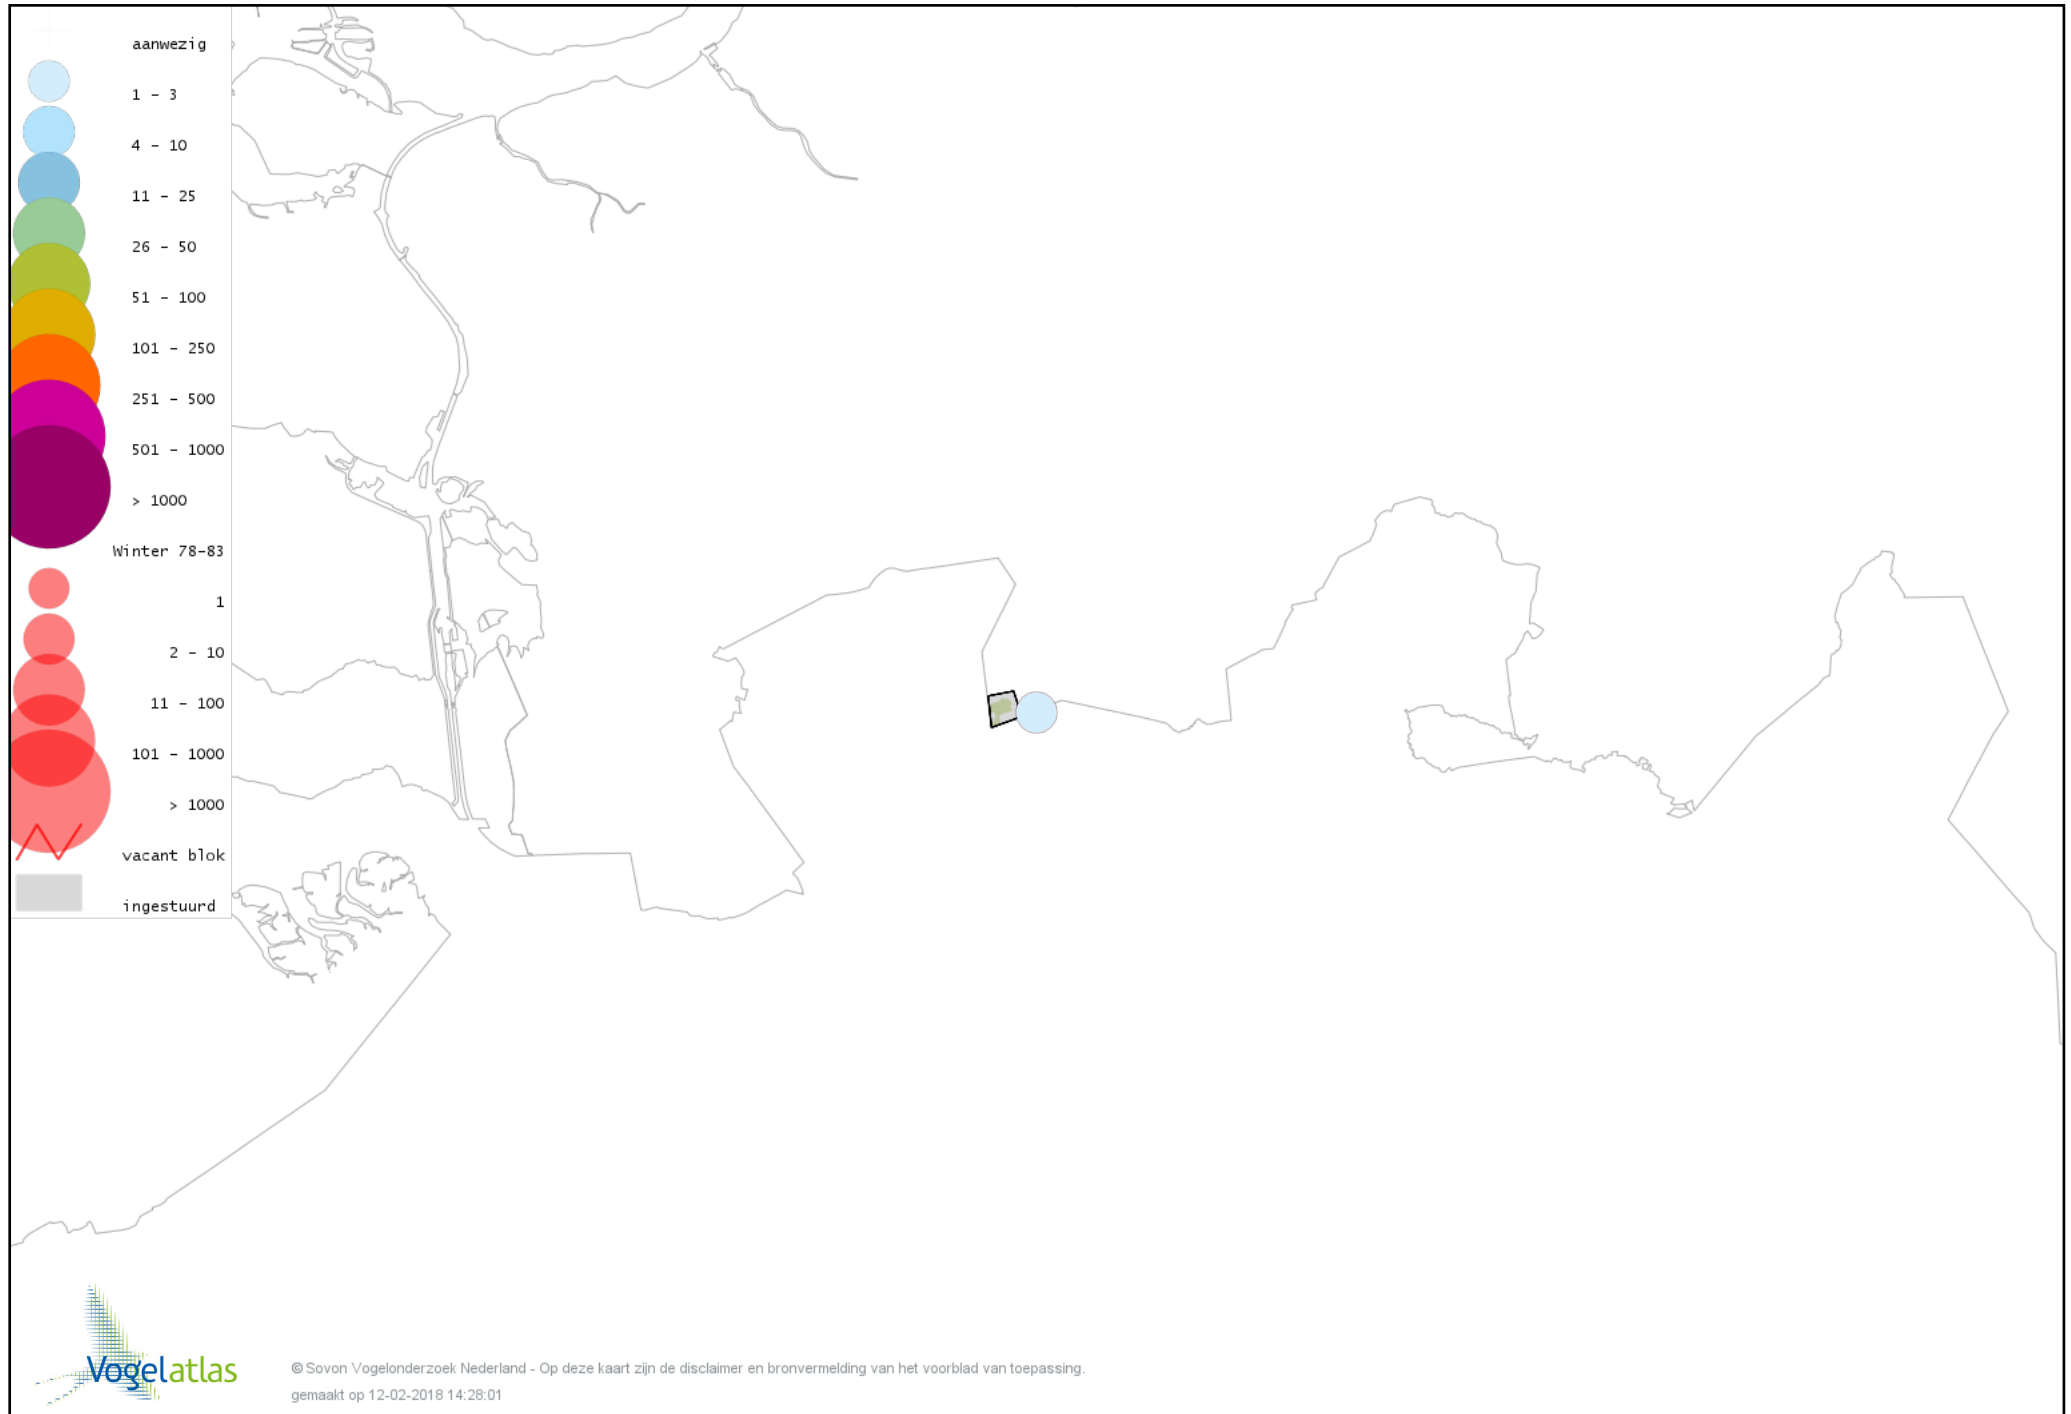 aanwezig
1 - 3
4 - 10
11 - 25
26 - 50
51 - 100
101 - 250
251 - 500
501 - 1000
> 1000
Winter 78-83
1
2 - 10
11 - 100
101 - 1000
> 1000
vacant blok
ingestuurd
Vogelatlas
© Sovon Vogelonderzoek Nederland - Op deze kaart zijn de disclaimer en bronvermelding van het voorblad van toepassing.
gemaakt op 12-02-2018 14:28:01